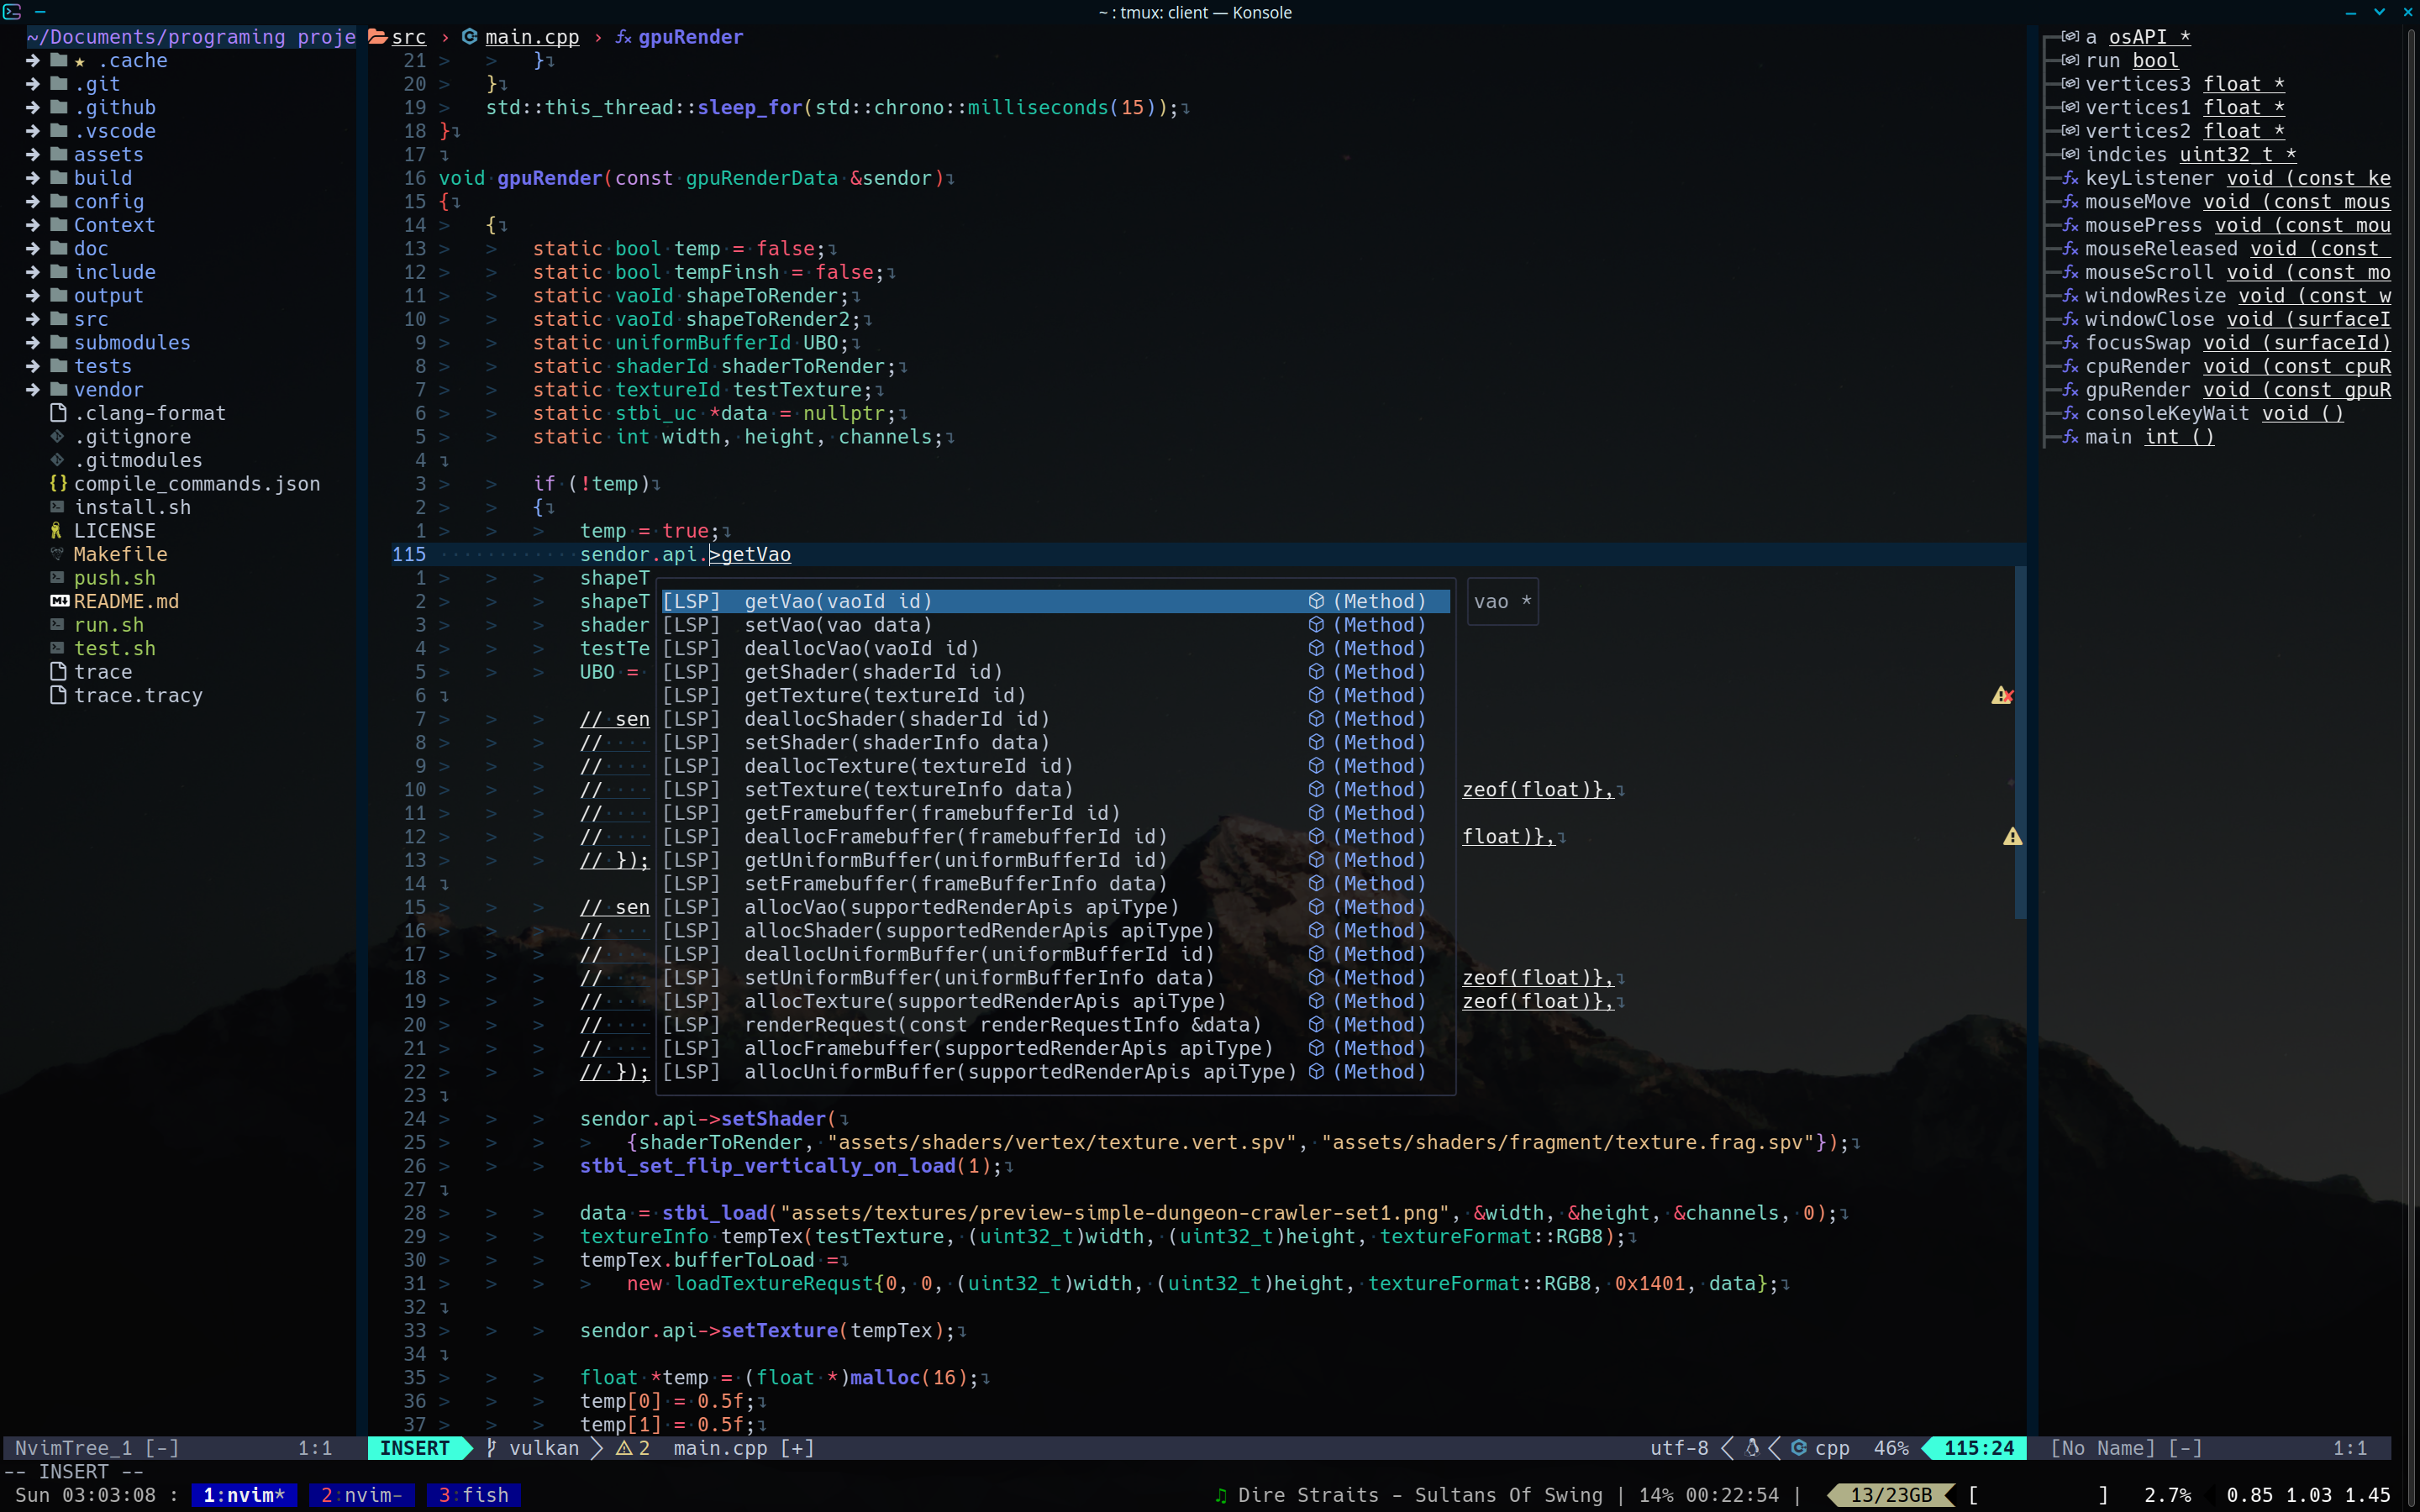 ~ : tmux: client — Konsole
~/Documents/programing proje
→ ★ .cache
→ .git
→ .github
→ .vscode
→ assets
→ build
→ config
→ Context
→ doc
→ include
→ output
→ src
→ submodules
→ tests
→ vendor
.clang-format
.gitignore
.gitmodules
{} compile_commands.json
install.sh
LICENSE
Makefile
push.sh
README.md
run.sh
test.sh
trace
trace.tracy
src › main.cpp › gpuRender
21 > > }↴
20 > }↴
19 > std::this_thread::sleep_for(std::chrono::milliseconds(15));↴
18 }↴
17 ↴
16 void gpuRender(const gpuRenderData &sendor)↴
15 {↴
14 > {↴
13 > > static bool temp = false;↴
12 > > static bool tempFinsh = false;↴
11 > > static vaoId shapeToRender;↴
10 > > static vaoId shapeToRender2;↴
9 > > static uniformBufferId UBO;↴
8 > > static shaderId shaderToRender;↴
7 > > static textureId testTexture;↴
6 > > static stbi_uc *data = nullptr;↴
5 > > static int width, height, channels;↴
4 ↴
3 > > if (!temp)↴
2 > > {↴
1 > > > temp = true;↴
115 ············sendor.api.>getVao
1 > > > shapeT
2 > > > shapeT
3 > > > shader
4 > > > testTe
5 > > > UBO =
6 ↴
7 > > > // sen
8 > > > //
9 > > > //
10 > > > // zeof(float)},↴
11 > > > //
12 > > > // float)},↴
13 > > > // });
14 ↴
15 > > > // sen
16 > > > //
17 > > > //
18 > > > // zeof(float)},↴
19 > > > // zeof(float)},↴
20 > > > //
21 > > > //
22 > > > // });
23 ↴
24 > > > sendor.api->setShader(↴
25 > > > > {shaderToRender, "assets/shaders/vertex/texture.vert.spv", "assets/shaders/fragment/texture.frag.spv"});↴
26 > > > stbi_set_flip_vertically_on_load(1);↴
27 ↴
28 > > > data = stbi_load("assets/textures/preview-simple-dungeon-crawler-set1.png", &width, &height, &channels, 0);↴
29 > > > textureInfo tempTex(testTexture, (uint32_t)width, (uint32_t)height, textureFormat::RGB8);↴
30 > > > tempTex.bufferToLoad =↴
31 > > > > new loadTextureRequst{0, 0, (uint32_t)width, (uint32_t)height, textureFormat::RGB8, 0x1401, data};↴
32 ↴
33 > > > sendor.api->setTexture(tempTex);↴
34 ↴
35 > > > float *temp = (float *)malloc(16);↴
36 > > > temp[0] = 0.5f;↴
37 > > > temp[1] = 0.5f;↴
[LSP] getVao(vaoId id) (Method)
vao *
[LSP] setVao(vao data) (Method)
[LSP] deallocVao(vaoId id) (Method)
[LSP] getShader(shaderId id) (Method)
[LSP] getTexture(textureId id) (Method)
[LSP] deallocShader(shaderId id) (Method)
[LSP] setShader(shaderInfo data) (Method)
[LSP] deallocTexture(textureId id) (Method)
[LSP] setTexture(textureInfo data) (Method)
[LSP] getFramebuffer(framebufferId id) (Method)
[LSP] deallocFramebuffer(framebufferId id) (Method)
[LSP] getUniformBuffer(uniformBufferId id) (Method)
[LSP] setFramebuffer(frameBufferInfo data) (Method)
[LSP] allocVao(supportedRenderApis apiType) (Method)
[LSP] allocShader(supportedRenderApis apiType) (Method)
[LSP] deallocUniformBuffer(uniformBufferId id) (Method)
[LSP] setUniformBuffer(uniformBufferInfo data) (Method)
[LSP] allocTexture(supportedRenderApis apiType) (Method)
[LSP] renderRequest(const renderRequestInfo &data) (Method)
[LSP] allocFramebuffer(supportedRenderApis apiType) (Method)
[LSP] allocUniformBuffer(supportedRenderApis apiType) (Method)
a osAPI *
run bool
vertices3 float *
vertices1 float *
vertices2 float *
indcies uint32_t *
keyListener void (const ke
mouseMove void (const mous
mousePress void (const mou
mouseReleased void (const
mouseScroll void (const mo
windowResize void (const w
windowClose void (surfaceI
focusSwap void (surfaceId)
cpuRender void (const cpuR
gpuRender void (const gpuR
consoleKeyWait void ()
main int ()
NvimTree_1 [-] 1:1 INSERT vulkan 2 main.cpp [+] utf-8 cpp 46% 115:24 [No Name] [-] 1:1
-- INSERT --
Sun 03:03:08 : 1:nvim* 2:nvim- 3:fish ♫ Dire Straits - Sultans Of Swing | 14% 00:22:54 | 13/23GB [ ] 2.7% 0.85 1.03 1.45